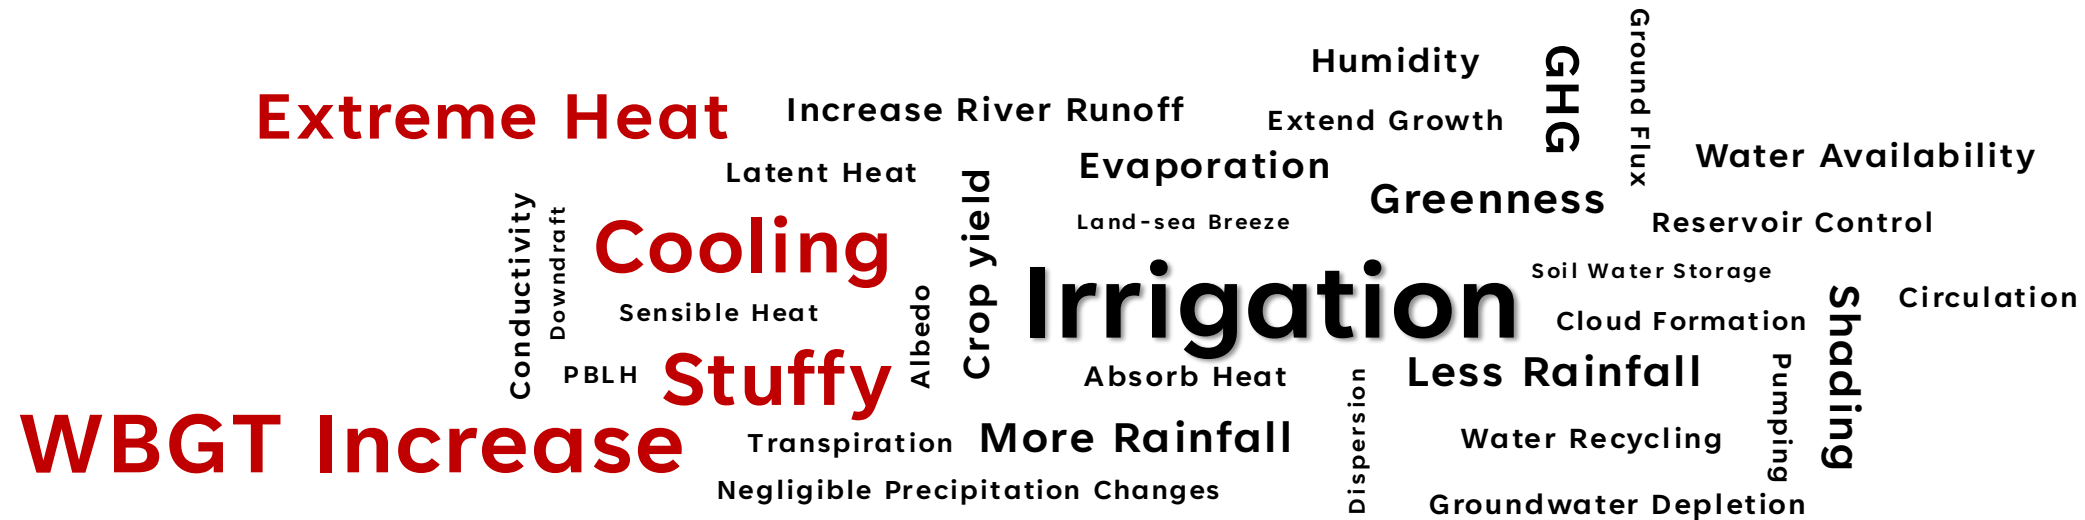 Ground Flux
Humidity
GHG
Extreme Heat
Increase River Runoff
Extend Growth
Water Availability
Latent Heat
Evaporation
Greenness
Crop yield
Conductivity
Downdraft
Cooling
Land-sea Breeze
Reservoir Control
Irrigation
Soil Water Storage
Sensible Heat
Albedo
Cloud Formation
Shading
Circulation
PBLH
Stuffy
Absorb Heat
Less Rainfall
Pumping
Dispersion
WBGT Increase
Transpiration
More Rainfall
Water Recycling
Negligible Precipitation Changes
Groundwater Depletion